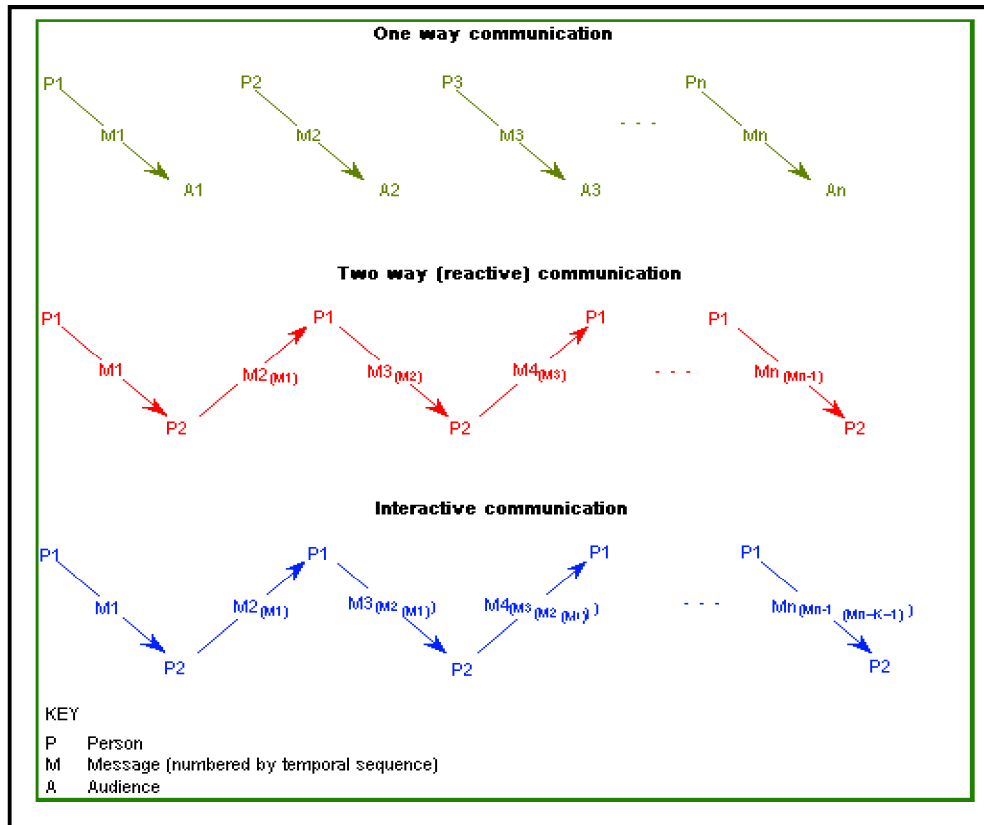 One way communication
P1 P2 P3 Pn
- - -
M1 M2 M3 Mn
A1 A2 A3 An
Two way (reactive) communication
P1 P1 P1 P1
M1 M2(M1) M3(M2) M4(M3) - - - Mn(Mn-1)
P2 P2 P2
Interactive communication
P1 P1 P1 P1
M1 M2(M1) M3(M2(M1)) M4(M3(M2(M1))) - - - Mn(Mn-1(Mn-K-1))
P2 P2 P2
KEY
P Person
M Message (numbered by temporal sequence)
A Audience